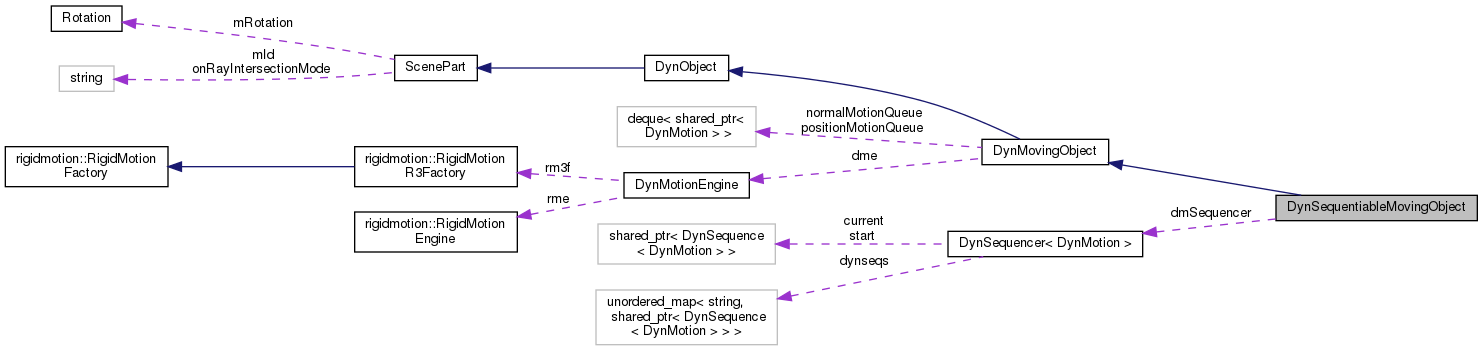 Rotation
mRotation
mId
onRayIntersectionMode
string
ScenePart
DynObject
deque< shared_ptr<
DynMotion > >
normalMotionQueue
positionMotionQueue
DynMovingObject
dme
rigidmotion::RigidMotion
Factory
rigidmotion::RigidMotion
R3Factory
rm3f
DynMotionEngine
rme
rigidmotion::RigidMotion
Engine
DynSequentiableMovingObject
dmSequencer
shared_ptr< DynSequence
< DynMotion > >
current
start
DynSequencer< DynMotion >
dynseqs
unordered_map< string,
shared_ptr< DynSequence
< DynMotion > > >